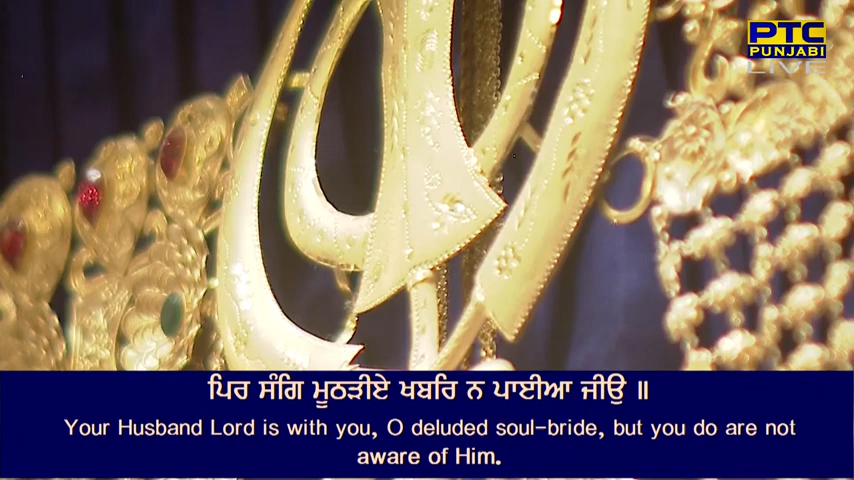 PTC
PUNJABI
LIVE
ਪਿਰ ਸੰਗਿ ਮੂਠੜੀਏ ਖਬਰਿ ਨ ਪਾਈਆ ਜੀਉ ॥
Your Husband Lord is with you, O deluded soul-bride, but you do are not
aware of Him.